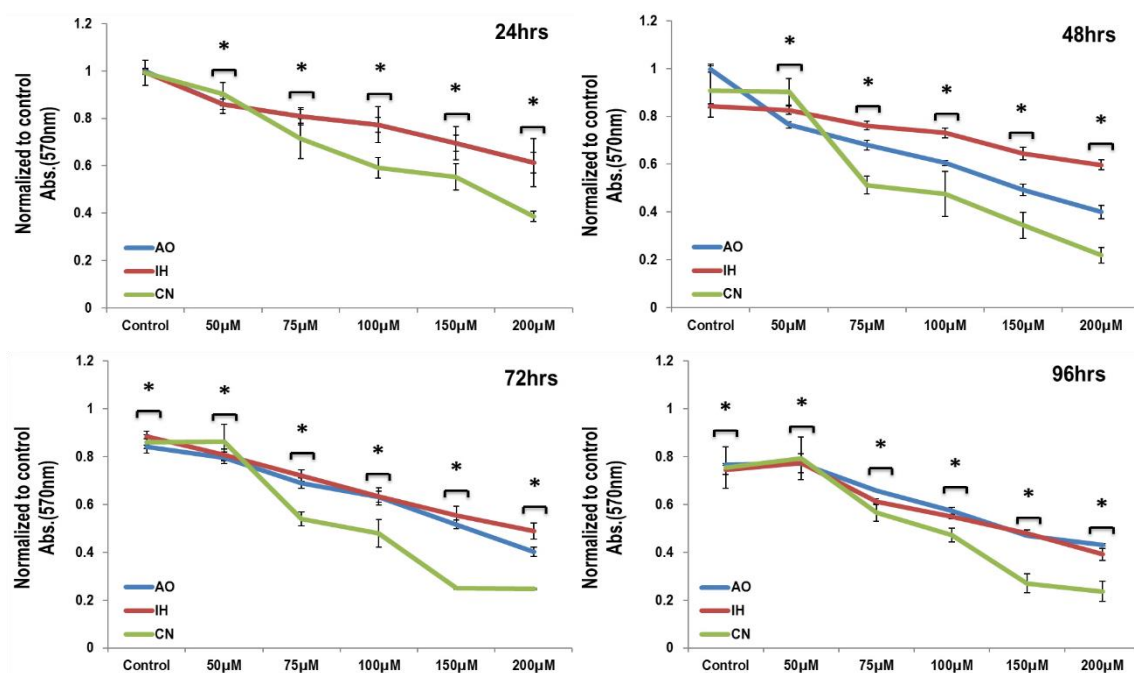 24hrs
Normalized to control
Abs.(570nm)
1.2
1
0.8
0.6
0.4
0.2
0
* * * * *
AO
IH
CN
Control 50µM 75µM 100µM 150µM 200µM
48hrs
Normalized to control
Abs.(570nm)
1.2
1
0.8
0.6
0.4
0.2
0
* * * * *
AO
IH
CN
Control 50µM 75µM 100µM 150µM 200µM
72hrs
Normalized to control
Abs.(570nm)
1.2
1
0.8
0.6
0.4
0.2
0
* * * * * *
AO
IH
CN
Control 50µM 75µM 100µM 150µM 200µM
96hrs
Normalized to control
Abs.(570nm)
1.2
1
0.8
0.6
0.4
0.2
0
* * * * * *
AO
IH
CN
Control 50µM 75µM 100µM 150µM 200µM